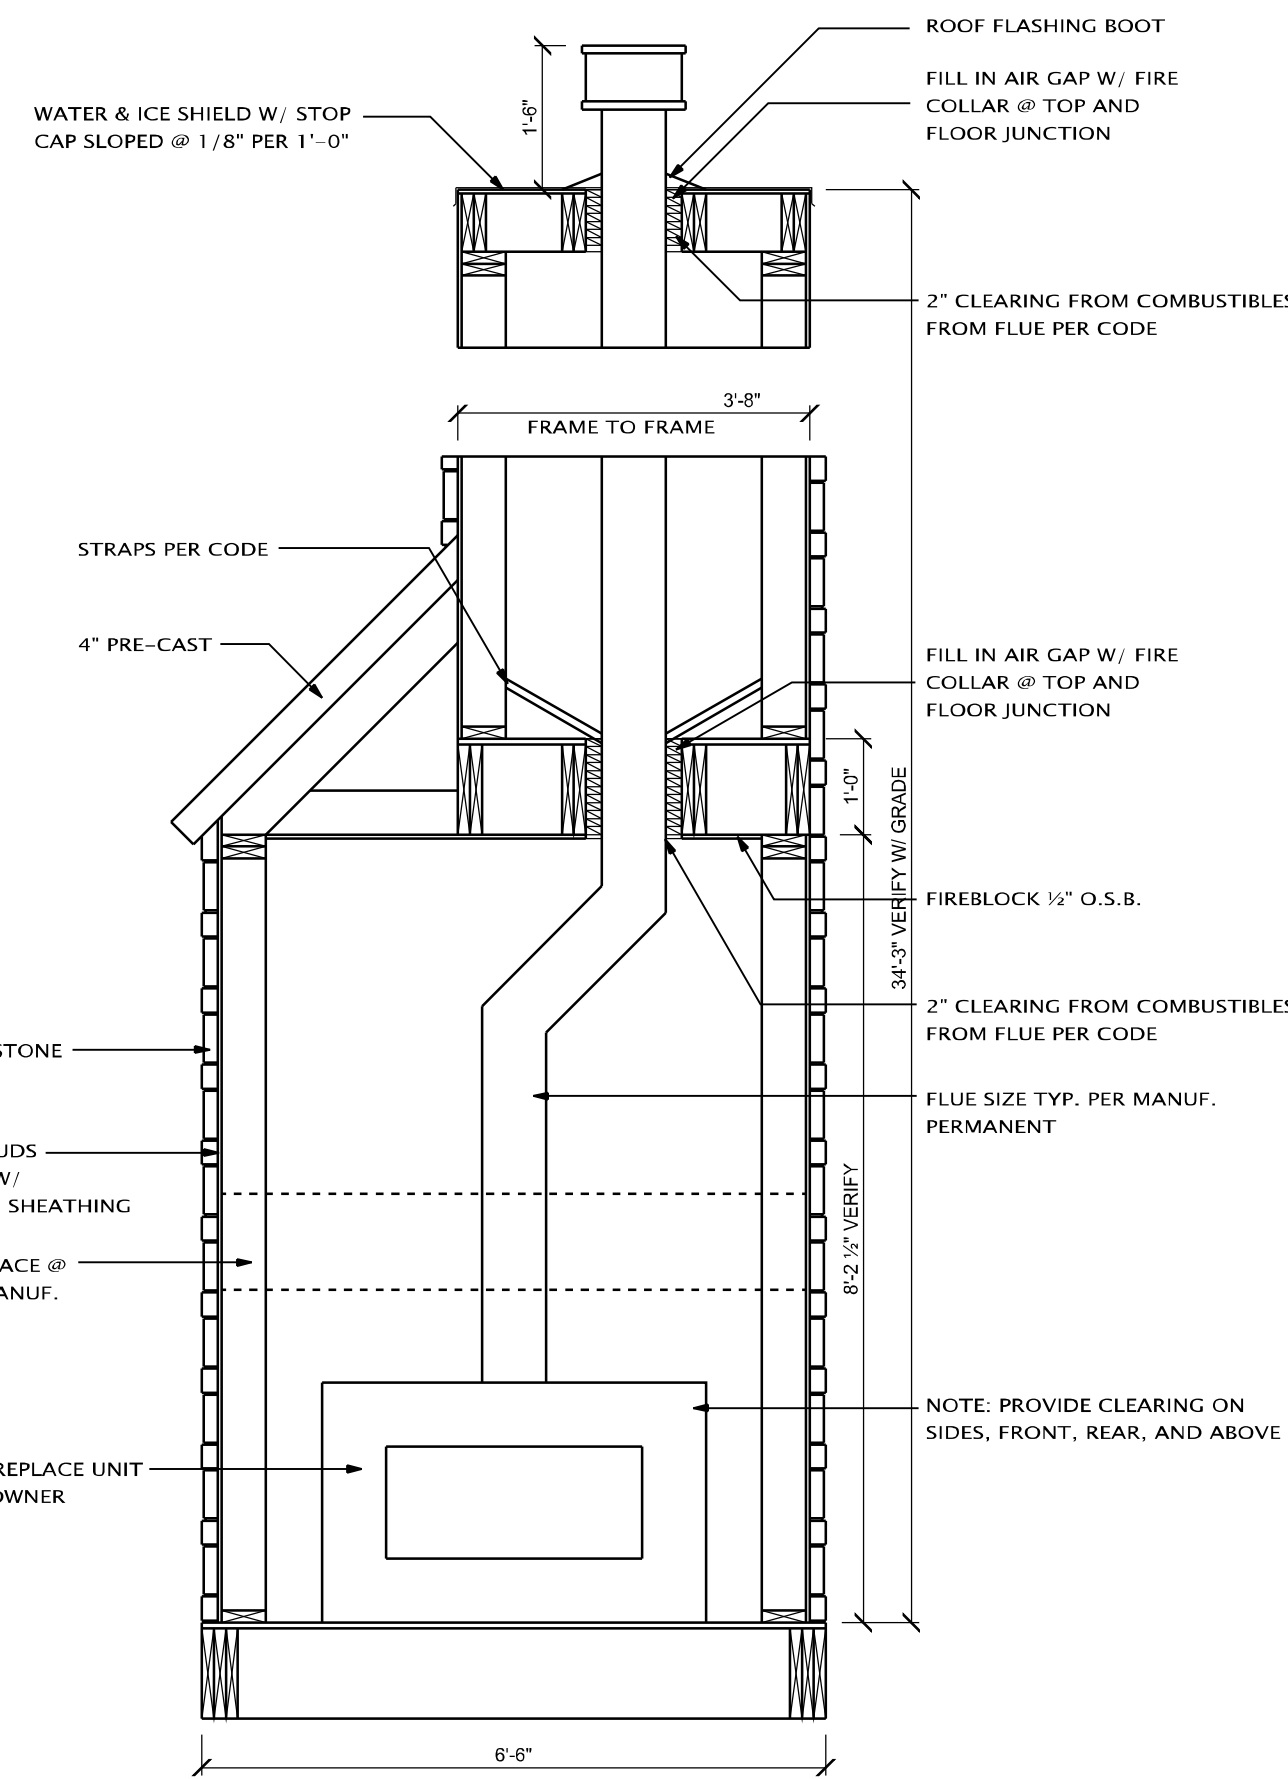 ROOF FLASHING BOOT
FILL IN AIR GAP W/ FIRE
COLLAR @ TOP AND
FLOOR JUNCTION
WATER & ICE SHIELD W/ STOP
CAP SLOPED @ 1/8" PER 1'-0"
1'-6"
2" CLEARING FROM COMBUSTIBLES
FROM FLUE PER CODE
3'-8"
FRAME TO FRAME
STRAPS PER CODE
4" PRE-CAST
FILL IN AIR GAP W/ FIRE
COLLAR @ TOP AND
FLOOR JUNCTION
1'-0"
34'-3" VERIFY W/ GRADE
FIREBLOCK ½" O.S.B.
2" CLEARING FROM COMBUSTIBLES
FROM FLUE PER CODE
STONE
FLUE SIZE TYP. PER MANUF.
PERMANENT
UDS
W/
SHEATHING
8'-2 ½" VERIFY
ACE @
ANUF.
NOTE: PROVIDE CLEARING ON
SIDES, FRONT, REAR, AND ABOVE
REPLACE UNIT
OWNER
6'-6"